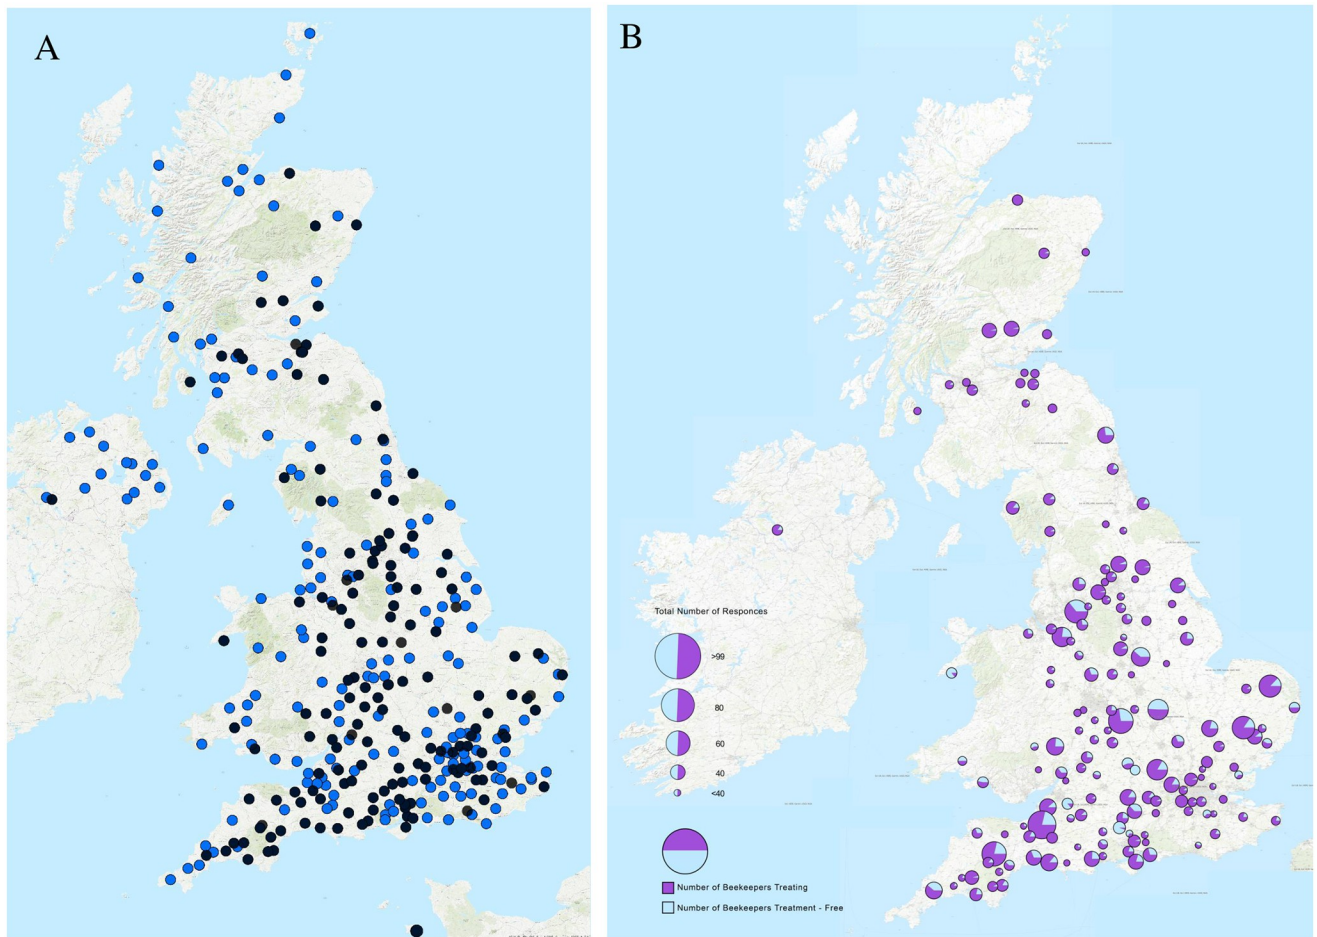 A
B
Total Number of Responces
>99
80
60
40
<40
Number of Beekeepers Treating
Number of Beekeepers Treatment - Free